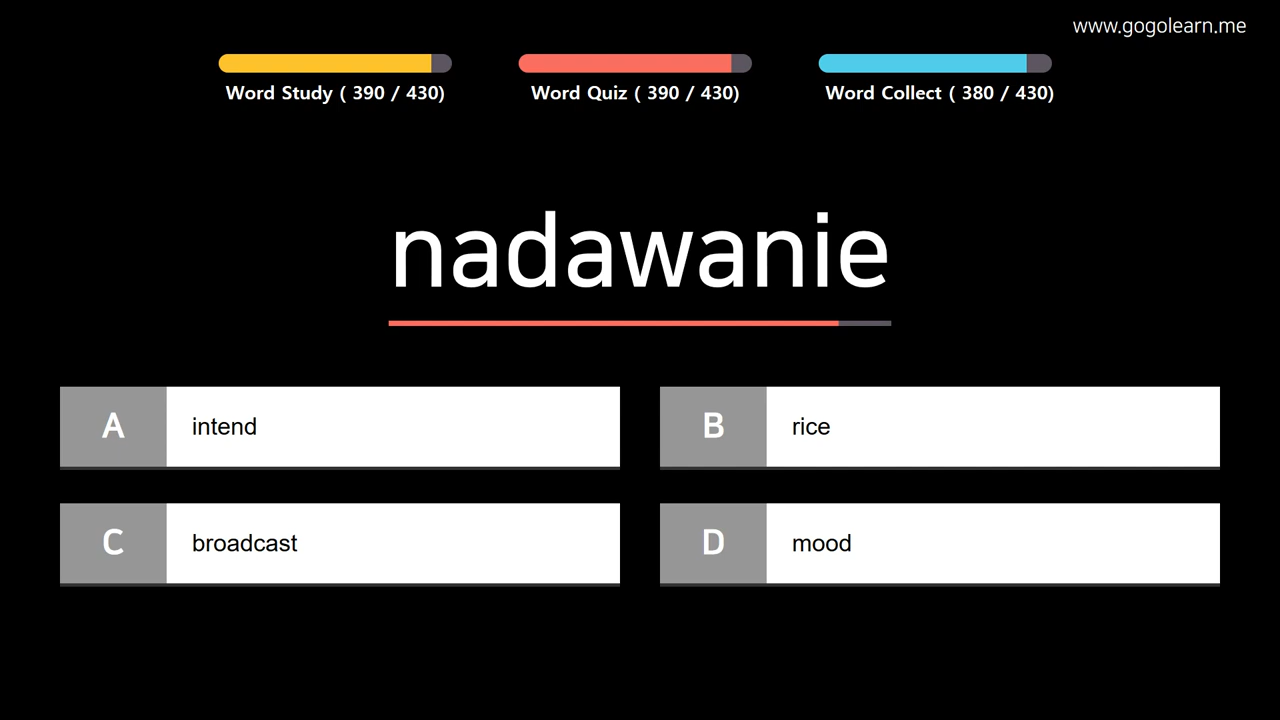 www.gogolearn.me
Word Study ( 390 / 430)
Word Quiz ( 390 / 430)
Word Collect ( 380 / 430)
nadawanie
A intend
B rice
C broadcast
D mood